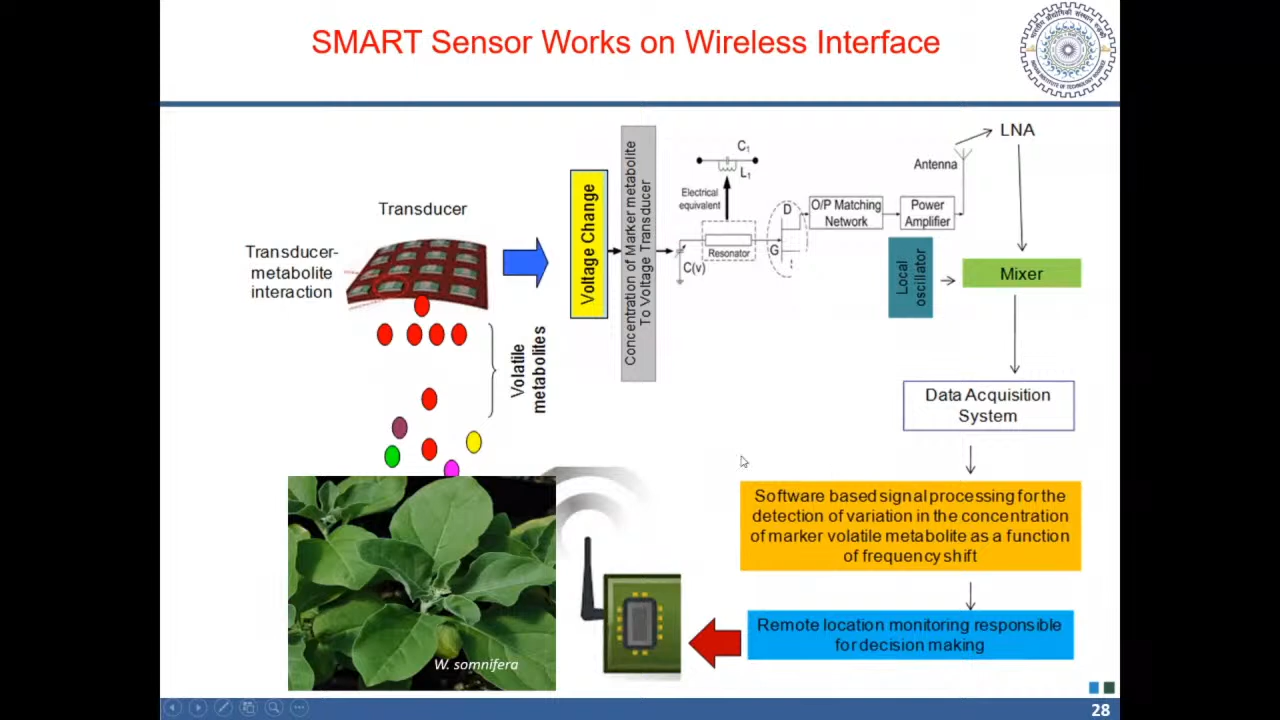 SMART Sensor Works on Wireless Interface
Transducer
Transducer-
metabolite
interaction
Volatile
metabolites
Voltage Change
Concentration of Marker metabolite
To Voltage Transducer
C1
L1
Electrical
equivalent
Resonator
C(v)
D
G
O/P Matching
Network
Power
Amplifier
Antenna
LNA
Local
oscillator
Mixer
Data Acquisition
System
Software based signal processing for the
detection of variation in the concentration
of marker volatile metabolite as a function
of frequency shift
Remote location monitoring responsible
for decision making
W. somnifera
28